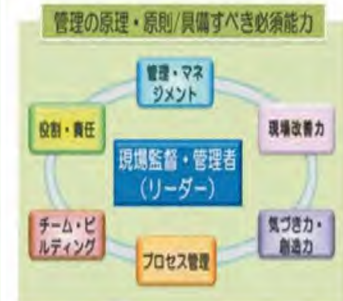 管理の原理・原則/具備すべき必須能力
管理・マネ
ジメント
役割・責任
現場改善力
現場監督・管理者
(リーダー)
チーム・ビ
ルディング
気づき力・
創造力
プロセス管理